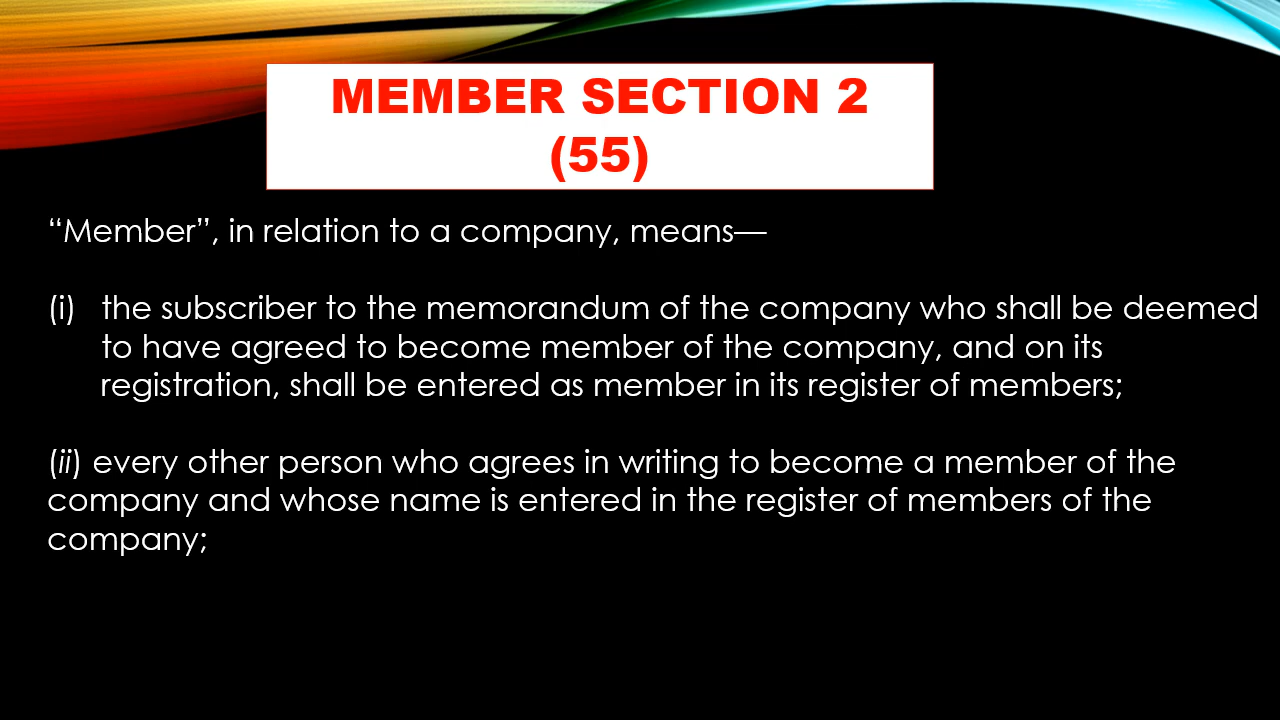 MEMBER SECTION 2
(55)
“Member”, in relation to a company, means—
(i) the subscriber to the memorandum of the company who shall be deemed
to have agreed to become member of the company, and on its
registration, shall be entered as member in its register of members;
(ii) every other person who agrees in writing to become a member of the
company and whose name is entered in the register of members of the
company;